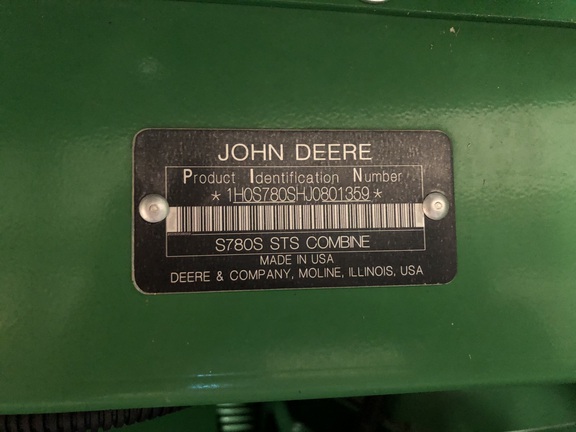 JOHN DEERE
Product Identification Number
* 1H0S780SHJ0801359 *
S780S STS COMBINE
MADE IN USA
DEERE & COMPANY, MOLINE, ILLINOIS, USA